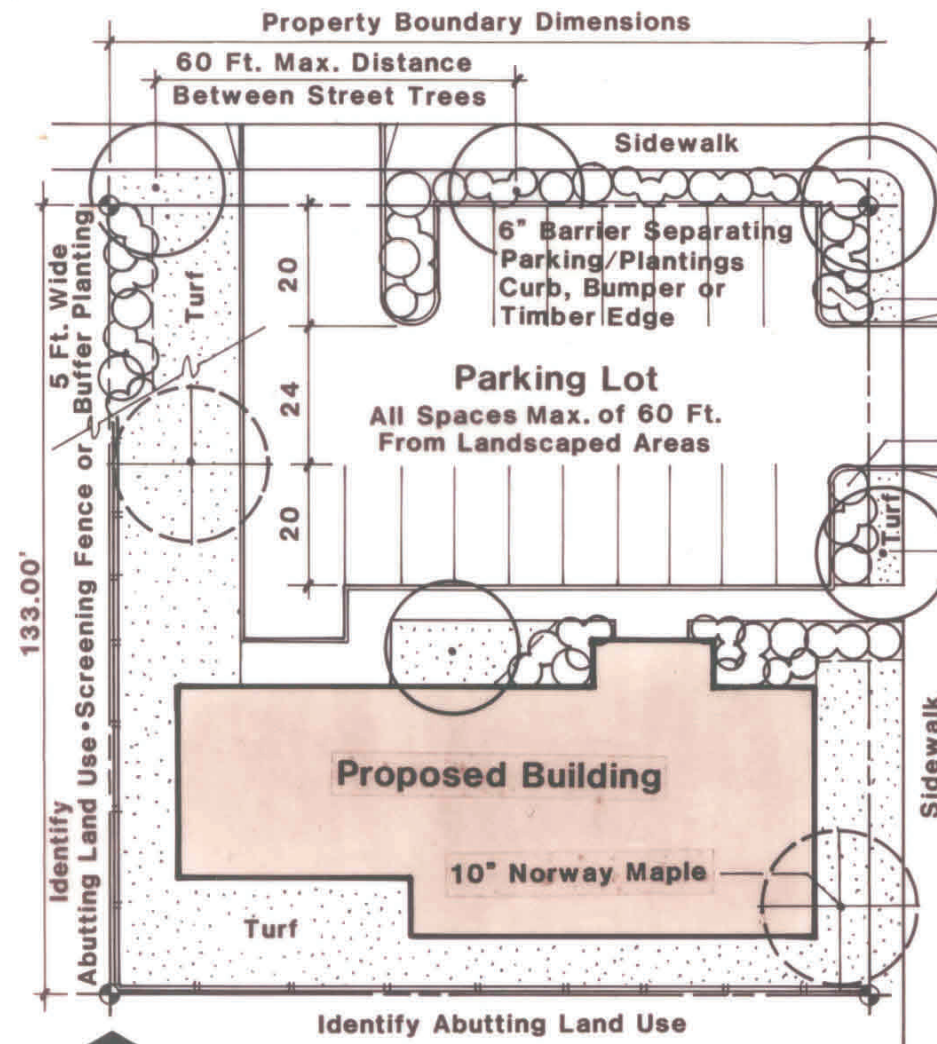 Property Boundary Dimensions
60 Ft. Max. Distance
Between Street Trees
Sidewalk
6" Barrier Separating
Parking/Plantings
Curb, Bumper or
Timber Edge
5 Ft. Wide
Screening Fence or Buffer Planting
Turf
20
24
20
Parking Lot
All Spaces Max. of 60 Ft.
From Landscaped Areas
•Turf
133.00'
Identify
Abutting Land Use•
Proposed Building
10" Norway Maple
Sidewalk
Turf
Identify Abutting Land Use